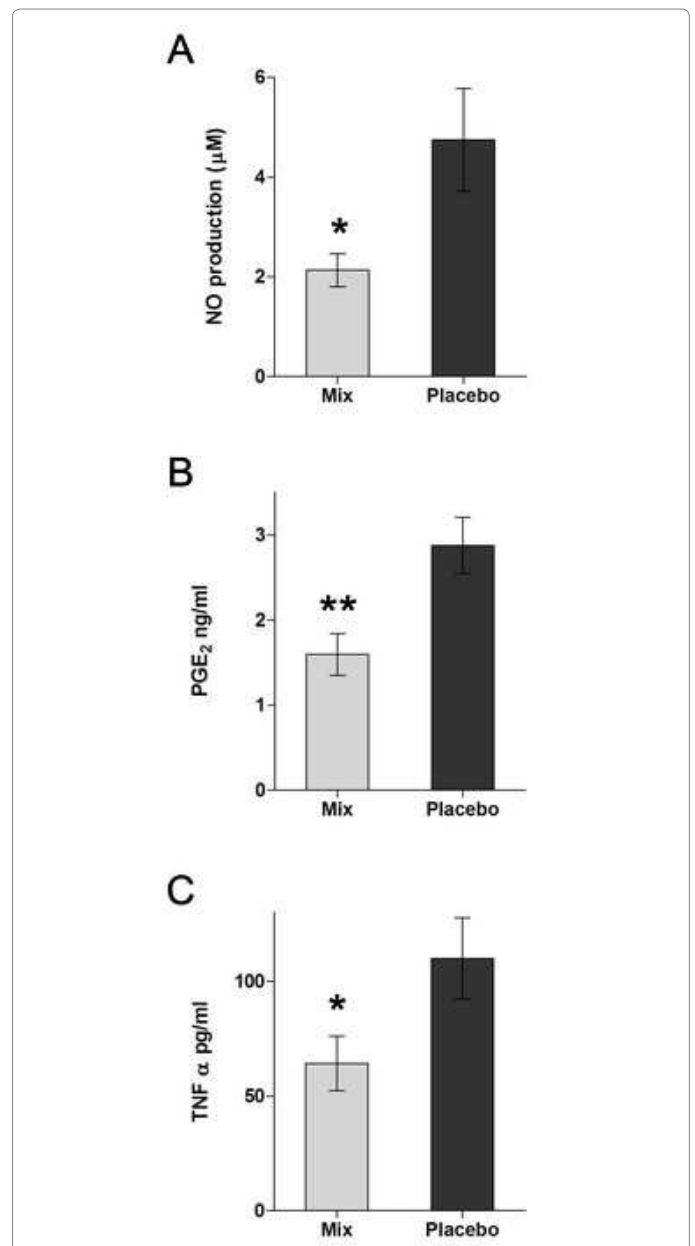 A
NO production (μM)
6
4
2
0
*
Mix
Placebo
B
PGE₂ ng/ml
3
2
1
0
**
Mix
Placebo
C
TNF α pg/ml
100
50
0
*
Mix
Placebo